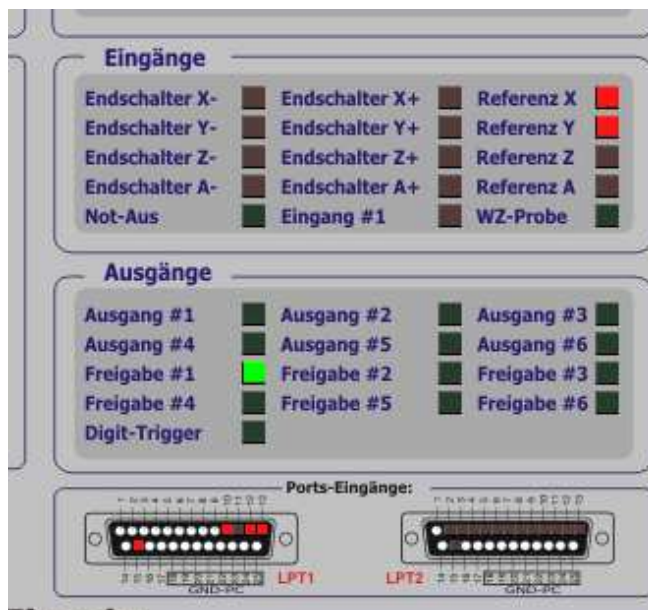 Eingänge
Endschalter X- Endschalter X+ Referenz X
Endschalter Y- Endschalter Y+ Referenz Y
Endschalter Z- Endschalter Z+ Referenz Z
Endschalter A- Endschalter A+ Referenz A
Not-Aus Eingang #1 WZ-Probe
Ausgänge
Ausgang #1 Ausgang #2 Ausgang #3
Ausgang #4 Ausgang #5 Ausgang #6
Freigabe #1 Freigabe #2 Freigabe #3
Freigabe #4 Freigabe #5 Freigabe #6
Digit-Trigger
Ports-Eingänge:
LPT1 LPT2
GND-PC GND-PC